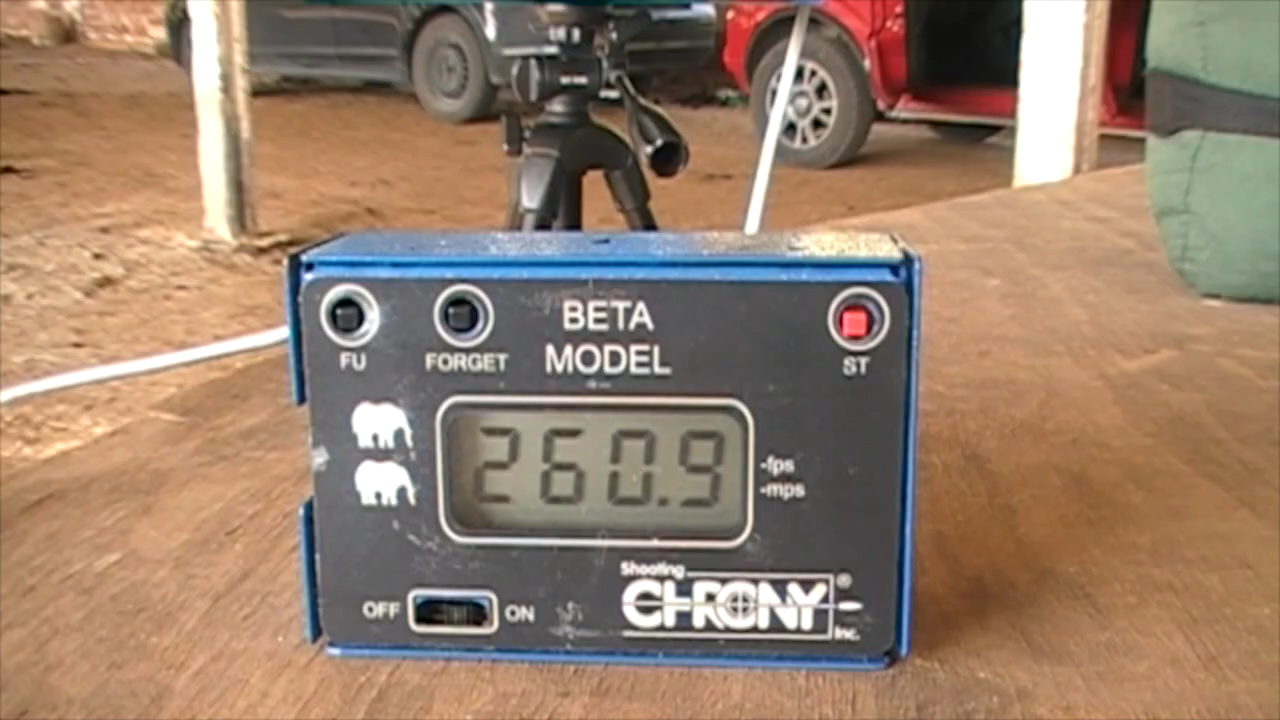 BETA
MODEL
FU
FORGET
ST
260.9
-fps
-mps
OFF
ON
Shooting
CHRONY®
Inc.